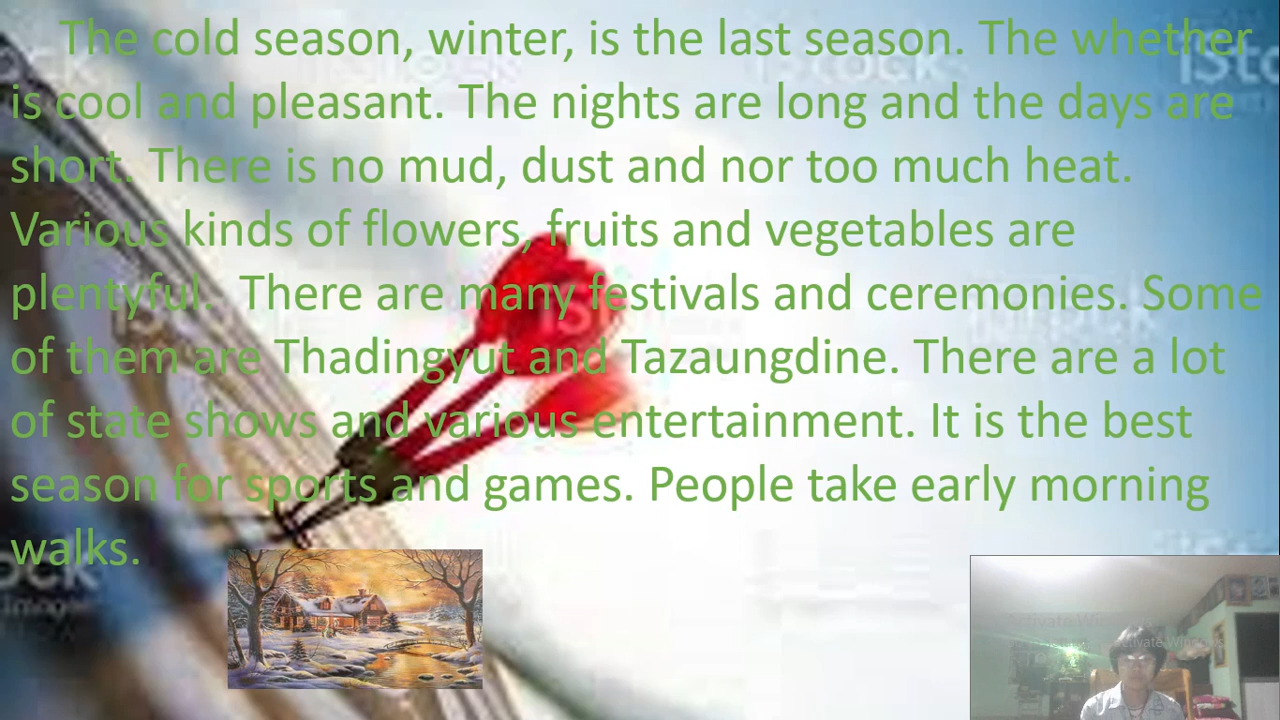 The cold season, winter, is the last season. The whether
is cool and pleasant. The nights are long and the days are
short. There is no mud, dust and nor too much heat.
Various kinds of flowers, fruits and vegetables are
plentyful. There are many festivals and ceremonies. Some
of them are Thadingyut and Tazaungdine. There are a lot
of state shows and various entertainment. It is the best
season for sports and games. People take early morning
walks.
iStock
iStock